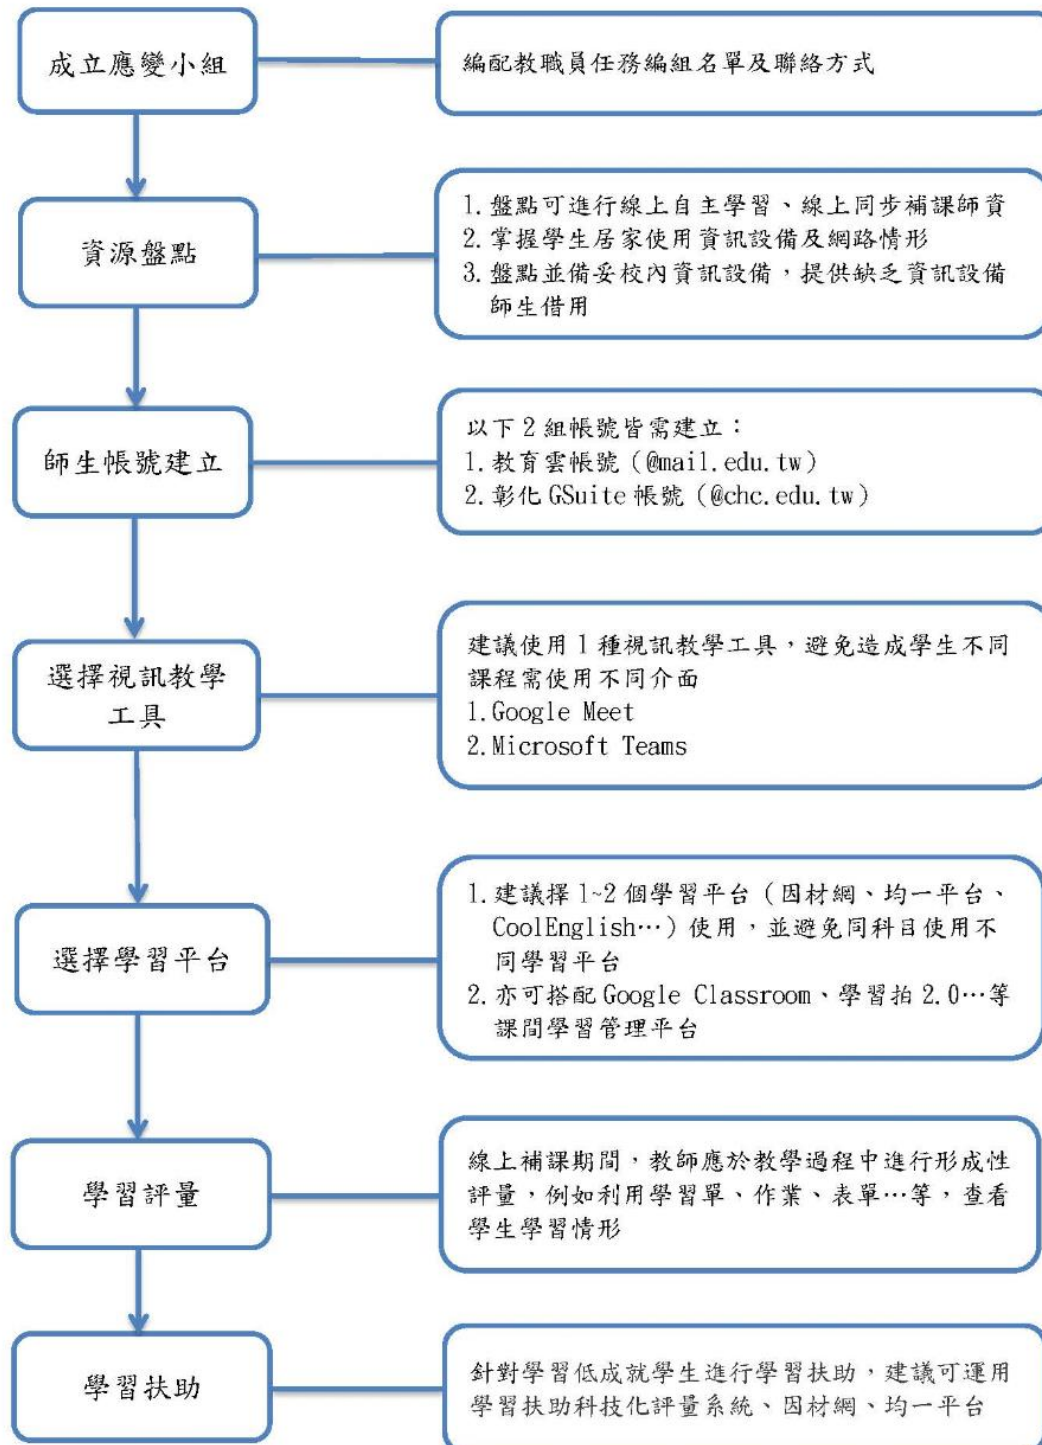 成立應變小組
編配教職員任務編組名單及聯絡方式
資源盤點
1.盤點可進行線上自主學習、線上同步補課師資
2.掌握學生居家使用資訊設備及網路情形
3.盤點並備妥校內資訊設備，提供缺乏資訊設備
師生借用
師生帳號建立
以下2組帳號皆需建立：
1.教育雲帳號（@mail.edu.tw）
2.彰化GSuite帳號（@chc.edu.tw）
選擇視訊教學
工具
建議使用1種視訊教學工具，避免造成學生不同
課程需使用不同介面
1.Google Meet
2.Microsoft Teams
選擇學習平台
1.建議擇1~2個學習平台（因材網、均一平台、
CoolEnglish…）使用，並避免同科目使用不
同學習平台
2.亦可搭配Google Classroom、學習拍2.0…等
課間學習管理平台
學習評量
線上補課期間，教師應於教學過程中進行形成性
評量，例如利用學習單、作業、表單…等，查看
學生學習情形
學習扶助
針對學習低成就學生進行學習扶助，建議可運用
學習扶助科技化評量系統、因材網、均一平台